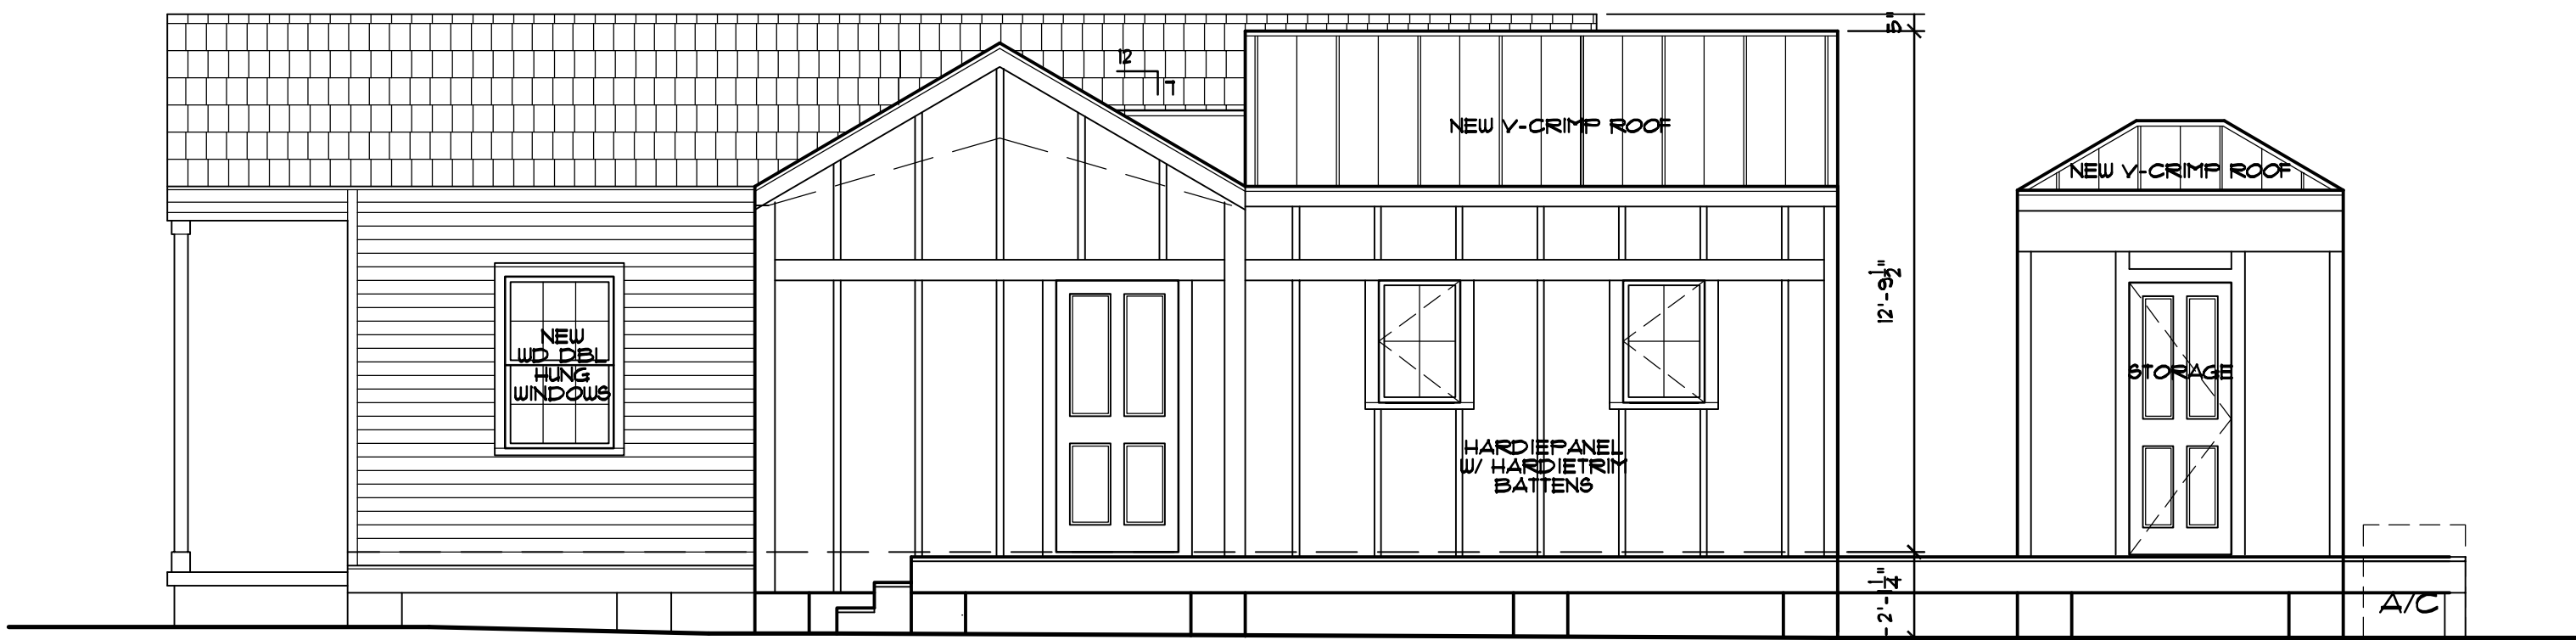 12
7
5"
NEW V-CRIMP ROOF
NEW V-CRIMP ROOF
12'-9 1/2"
NEW
WD DBL
HUNG
WINDOWS
STORAGE
HARDIEPANEL
W/ HARDIETRIM
BATTENS
2'-1 1/4"
A/C